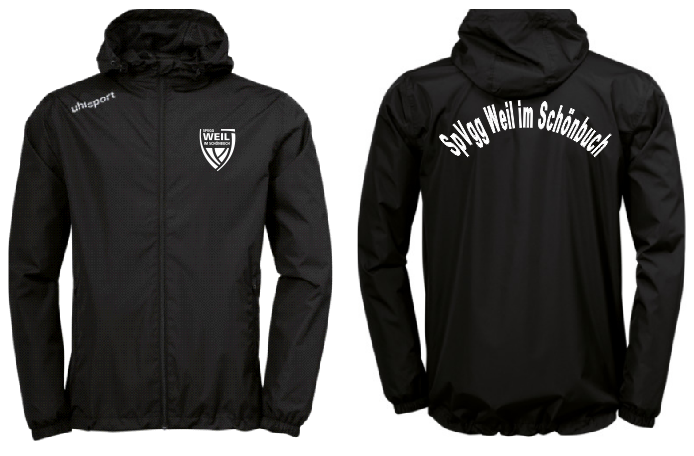 uhlsport
SPVGG
WEIL
IM SCHÖNBUCH
SpVgg Weil im Schönbuch